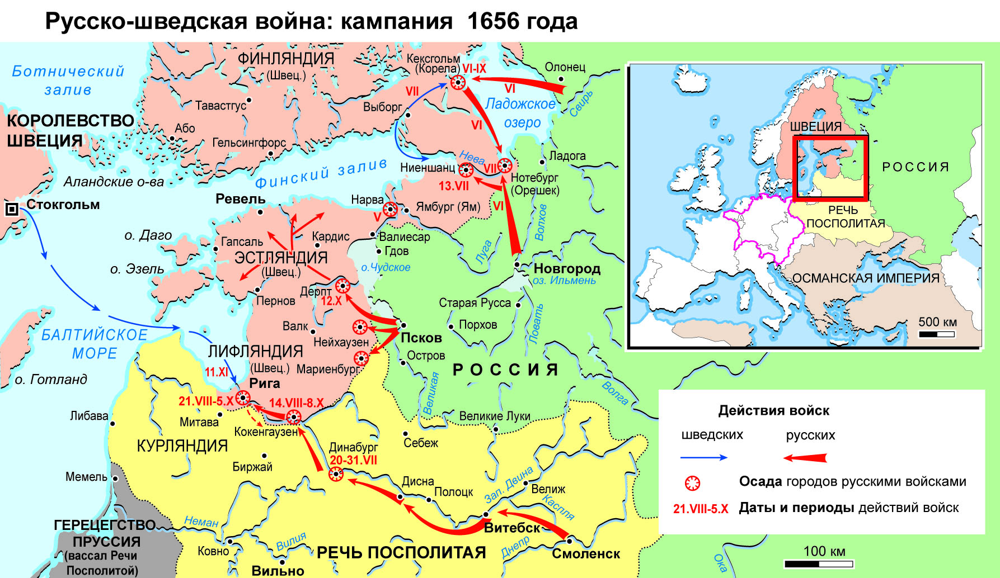 Русско-шведская война: кампания 1656 года
Ботнический
залив
ФИНЛЯНДИЯ
(Швец.)
Кексгольм
(Корела)
VI-IX
Олонец
VI
VII
Свирь
Тавастгус
Выборг
Ладожское
озеро
КОРОЛЕВСТВО
ШВЕЦИЯ
Або
VI
Гельсингфорс
Нева
Ладога
Ниеншанц
VII
13.VII
Нотебург
(Орешек)
Финский залив
Аландские о-ва
Стокгольм
Ревель
Нарва
V
Ямбург (Ям)
VI
Волхов
о. Даго
Гапсаль
Кардис
Валиесар
Гдов
Луга
ЭСТЛЯНДИЯ
(Швец.)
о. Эзель
о.Чудское
Новгород
оз. Ильмень
Дерпт
12.X
Пернов
Старая Русса
Ловать
Порхов
Валк
Нейхаузен
Псков
БАЛТИЙСКОЕ
МОРЕ
ЛИФЛЯНДИЯ
(Швец.)
Остров
Мариенбург
РОССИЯ
11.XI
о. Готланд
Рига
Великая
Волга
21.VIII-5.X
14.VIII-8.X
Либава
Митава
Кокенгаузен
Великие Луки
КУРЛЯНДИЯ
Себеж
Динабург
20-31.VII
Биржай
Мемель
Дисна
Полоцк
Зап. Двина
Велиж
Каспля
Неман
Витебск
ГЕРЕЦЕГСТВО
ПРУССИЯ
(вассал Речи
Посполитой)
Ковно
Вилия
РЕЧЬ ПОСПОЛИТАЯ
Днепр
Смоленск
Вильно
ШВЕЦИЯ
РОССИЯ
РЕЧЬ
ПОСПОЛИТАЯ
ОСМАНСКАЯ ИМПЕРИЯ
500 км
Действия войск
шведских
русских
Осада городов русскими войсками
21.VIII-5.X Даты и периоды действий войск
100 км
Ока